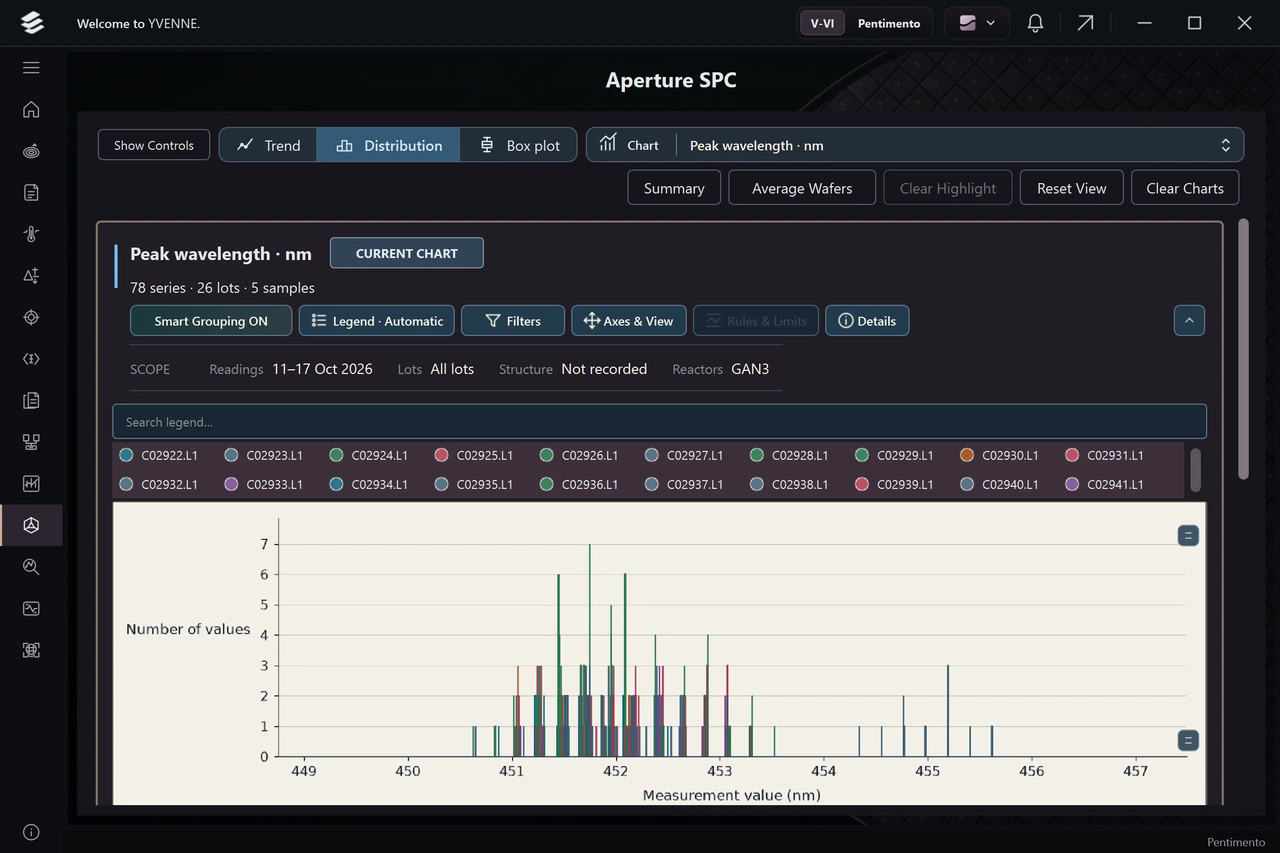 Welcome to YVENNE.
V-VI Pentimento
Aperture SPC
Show Controls Trend Distribution Box plot Chart Peak wavelength · nm
Summary Average Wafers Clear Highlight Reset View Clear Charts
Peak wavelength · nm CURRENT CHART
78 series · 26 lots · 5 samples
Smart Grouping ON Legend · Automatic Filters Axes & View Rules & Limits Details
SCOPE Readings 11–17 Oct 2026 Lots All lots Structure Not recorded Reactors GAN3
Search legend...
C02922.L1 C02923.L1 C02924.L1 C02925.L1 C02926.L1 C02927.L1 C02928.L1 C02929.L1 C02930.L1 C02931.L1
C02932.L1 C02933.L1 C02934.L1 C02935.L1 C02936.L1 C02937.L1 C02938.L1 C02939.L1 C02940.L1 C02941.L1
7
6
5
Number of values
4
3
2
1
0
449 450 451 452 453 454 455 456 457
Measurement value (nm)
Pentimento